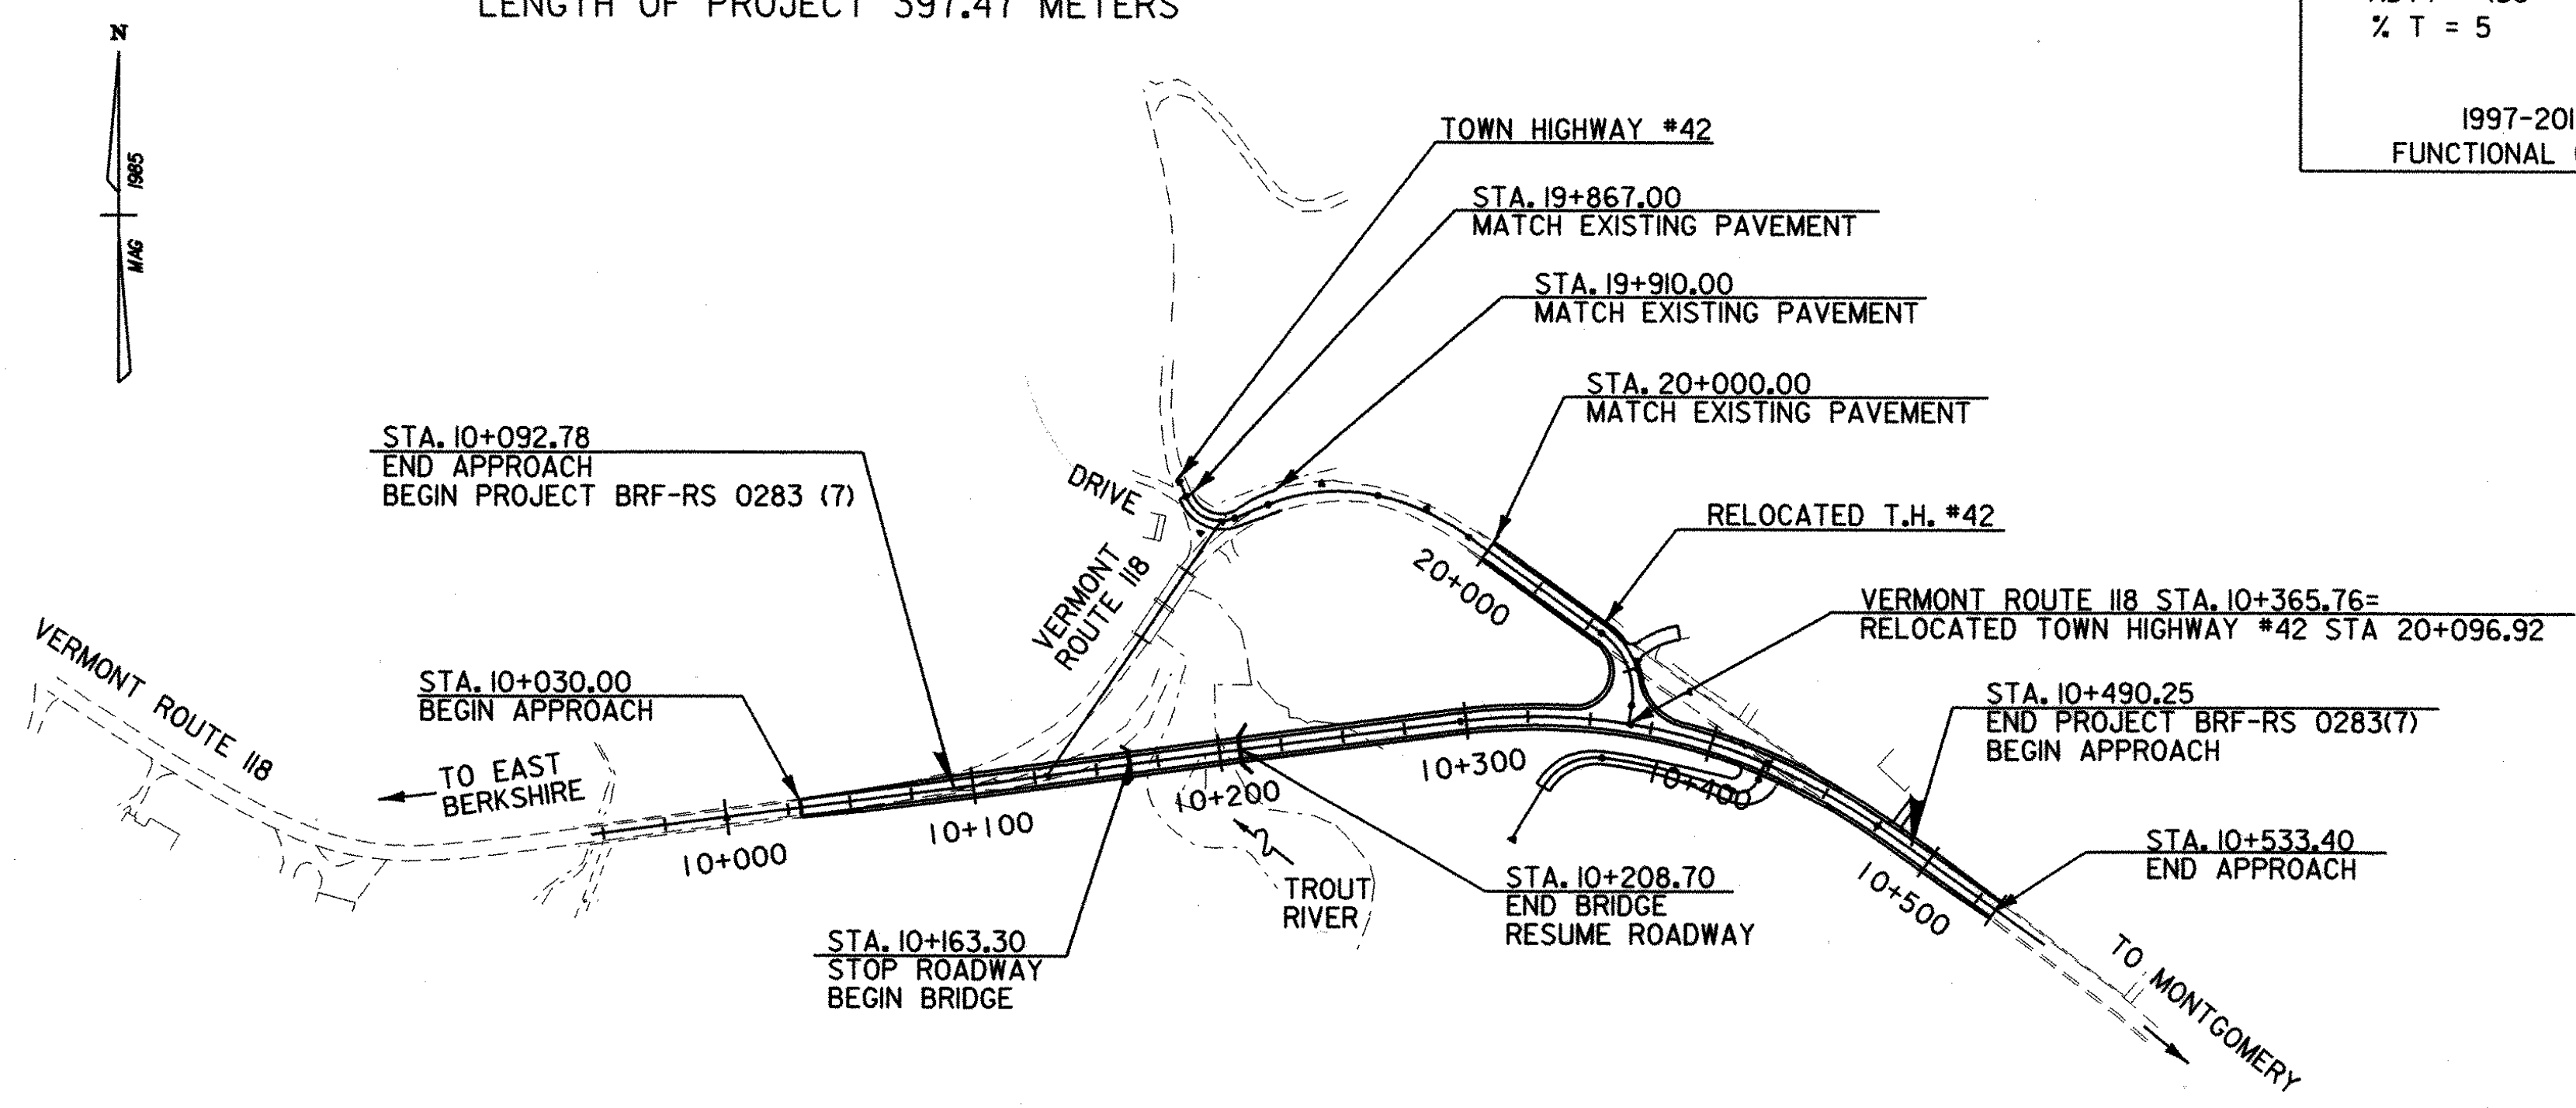 LENGTH OF PROJECT 397.47 METERS
% T = 5
FUNCTIONAL
N
1985
MAG
TOWN HIGHWAY #42
STA. 19+867.00
MATCH EXISTING PAVEMENT
STA. 19+910.00
MATCH EXISTING PAVEMENT
STA. 20+000.00
MATCH EXISTING PAVEMENT
STA. 10+092.78
END APPROACH
BEGIN PROJECT BRF-RS 0283 (7)
DRIVE
RELOCATED T.H. #42
VERMONT
ROUTE 118
20+000
VERMONT ROUTE 118 STA. 10+365.76=
RELOCATED TOWN HIGHWAY #42 STA 20+096.92
VERMONT ROUTE 118
STA. 10+030.00
BEGIN APPROACH
STA. 10+490.25
END PROJECT BRF-RS 0283(7)
BEGIN APPROACH
TO EAST
BERKSHIRE
10+000
10+100
10+200
10+300
10+400
10+500
STA. 10+533.40
END APPROACH
TROUT
RIVER
STA. 10+208.70
END BRIDGE
RESUME ROADWAY
STA. 10+163.30
STOP ROADWAY
BEGIN BRIDGE
TO MONTGOMERY